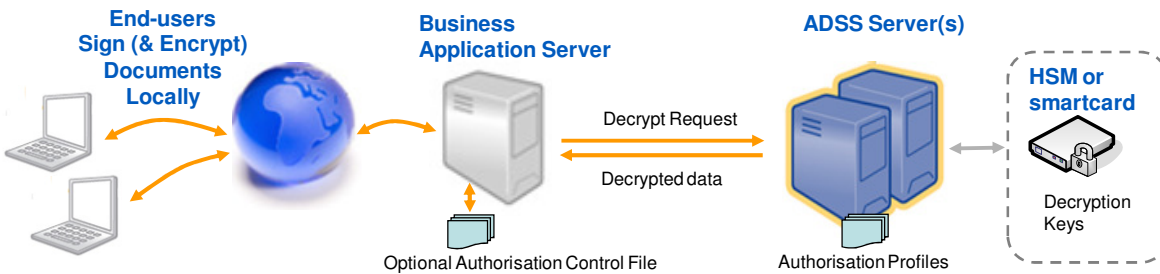 End-users
Sign (& Encrypt)
Documents
Locally
Business
Application Server
ADSS Server(s)
HSM or
smartcard
Decrypt Request
Decrypted data
Decryption
Keys
Optional Authorisation Control File
Authorisation Profiles